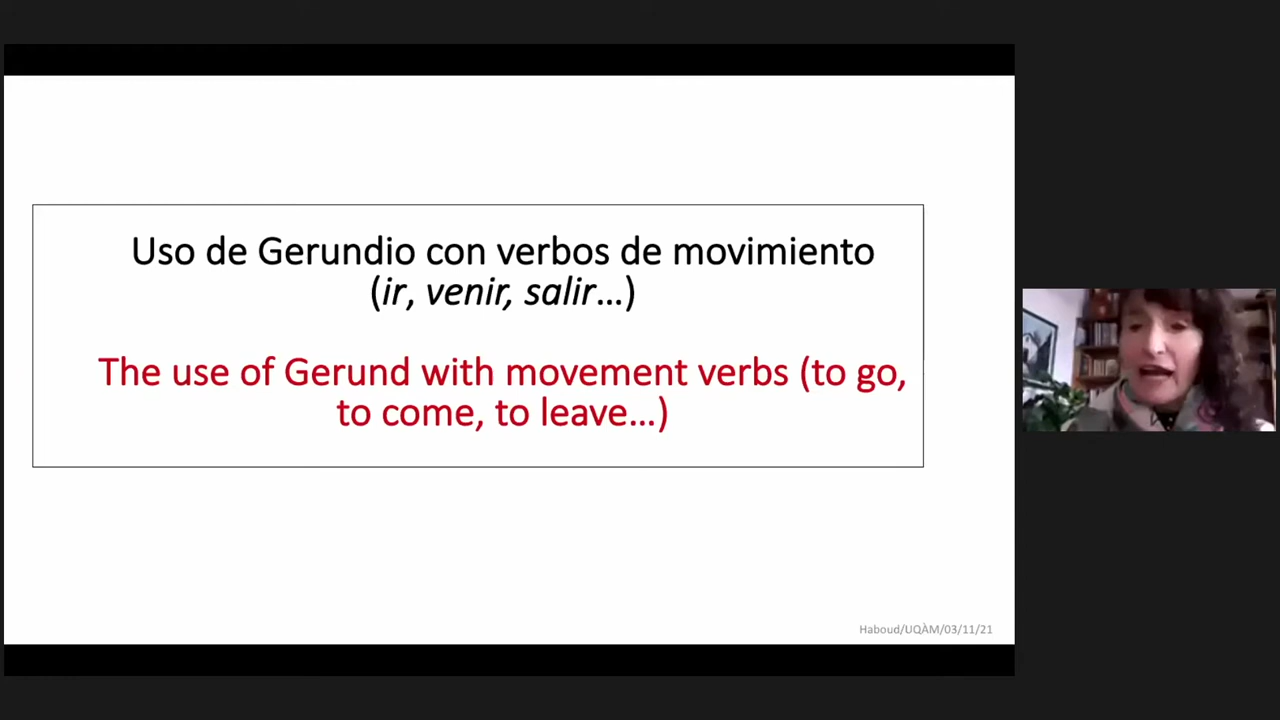 Uso de Gerundio con verbos de movimiento
(ir, venir, salir…)
The use of Gerund with movement verbs (to go,
to come, to leave…)
Haboud/UQÀM/03/11/21